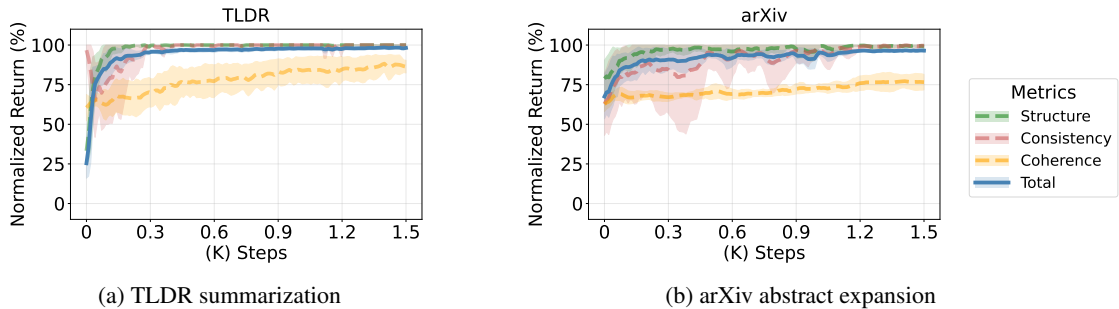 TLDR
Normalized Return (%)
100
75
50
25
0
0 0.3 0.6 0.9 1.2 1.5
(K) Steps
(a) TLDR summarization
arXiv
Normalized Return (%)
100
75
50
25
0
0 0.3 0.6 0.9 1.2 1.5
(K) Steps
(b) arXiv abstract expansion
Metrics
Structure
Consistency
Coherence
Total